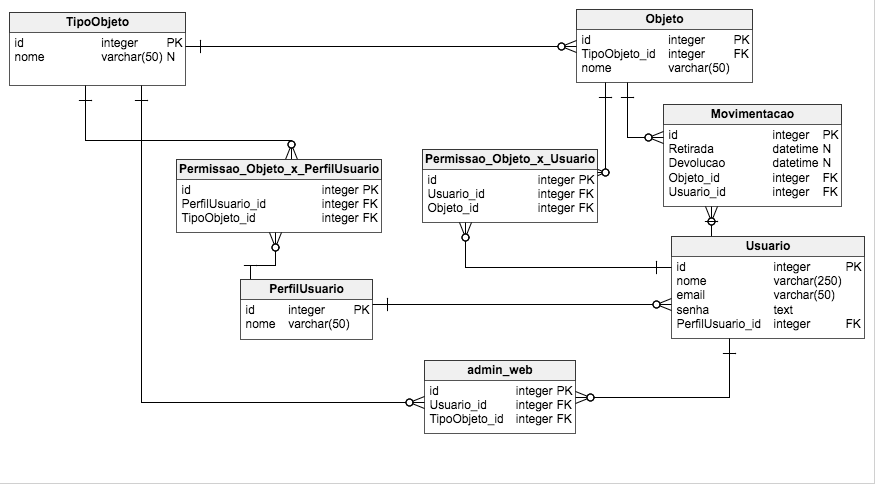 TipoObjeto
id integer PK
nome varchar(50) N
Objeto
id integer PK
TipoObjeto_id integer FK
nome varchar(50)
Movimentacao
id integer PK
Retirada datetime N
Devolucao datetime N
Objeto_id integer FK
Usuario_id integer FK
Permissao_Objeto_x_PerfilUsuario
id integer PK
PerfilUsuario_id integer FK
TipoObjeto_id integer FK
Permissao_Objeto_x_Usuario
id integer PK
Usuario_id integer FK
Objeto_id integer FK
Usuario
id integer PK
nome varchar(250)
email varchar(50)
senha text
PerfilUsuario_id integer FK
PerfilUsuario
id integer PK
nome varchar(50)
admin_web
id integer PK
Usuario_id integer FK
TipoObjeto_id integer FK